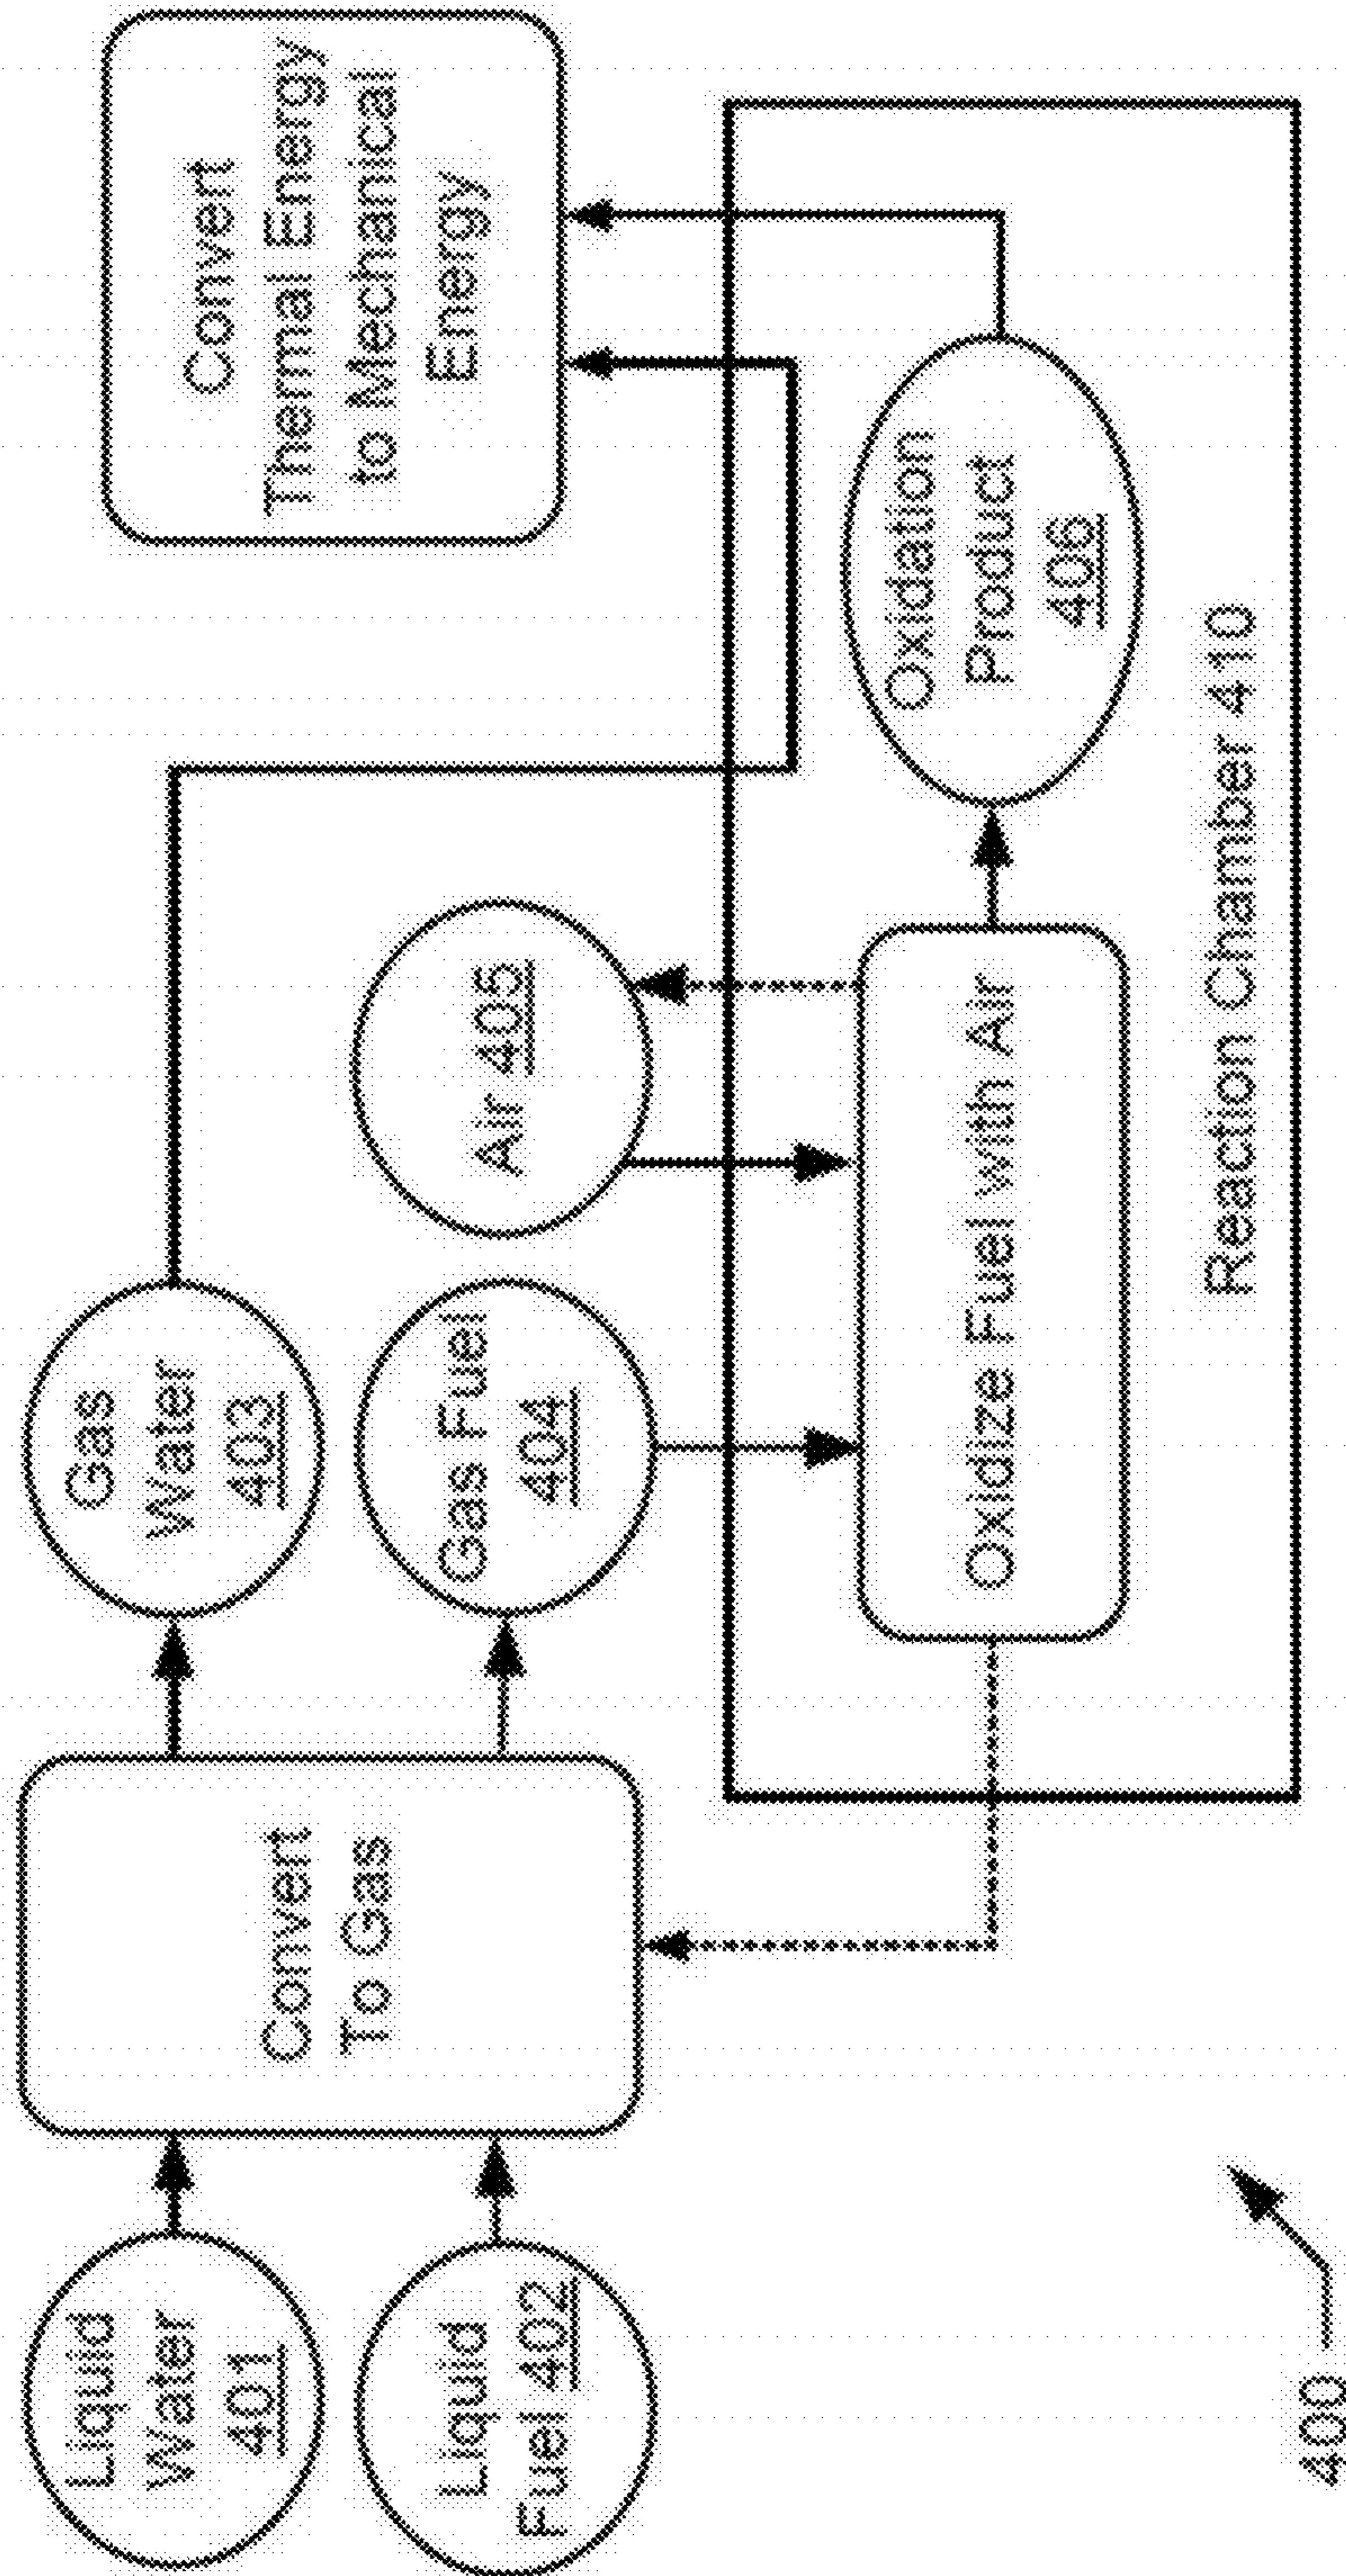 Liquid
Water
401
Liquid
Fuel 402
Convert
To Gas
Gas
Water
403
Gas Fuel
404
Air 405
Convert
Thermal Energy
to Mechanical
Energy
Oxidize Fuel with Air
Oxidation
Product
406
Reaction Chamber 410
400